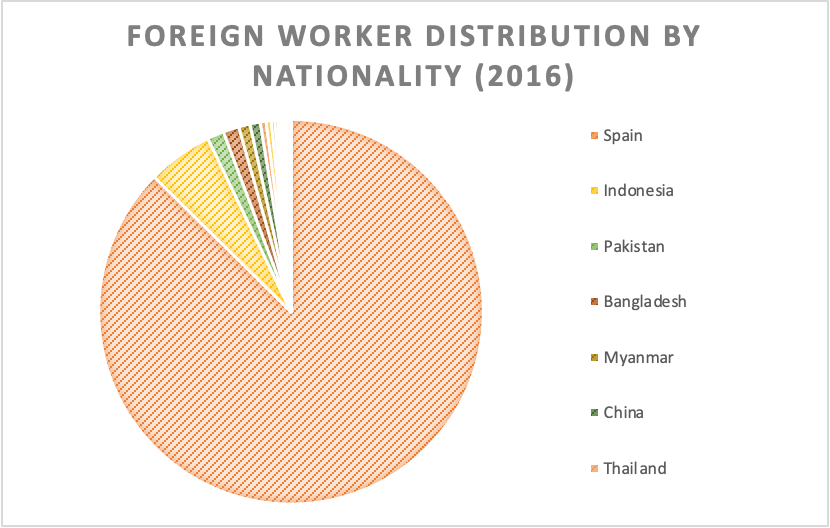 FOREIGN WORKER DISTRIBUTION BY
NATIONALITY (2016)
Spain
Indonesia
Pakistan
Bangladesh
Myanmar
China
Thailand